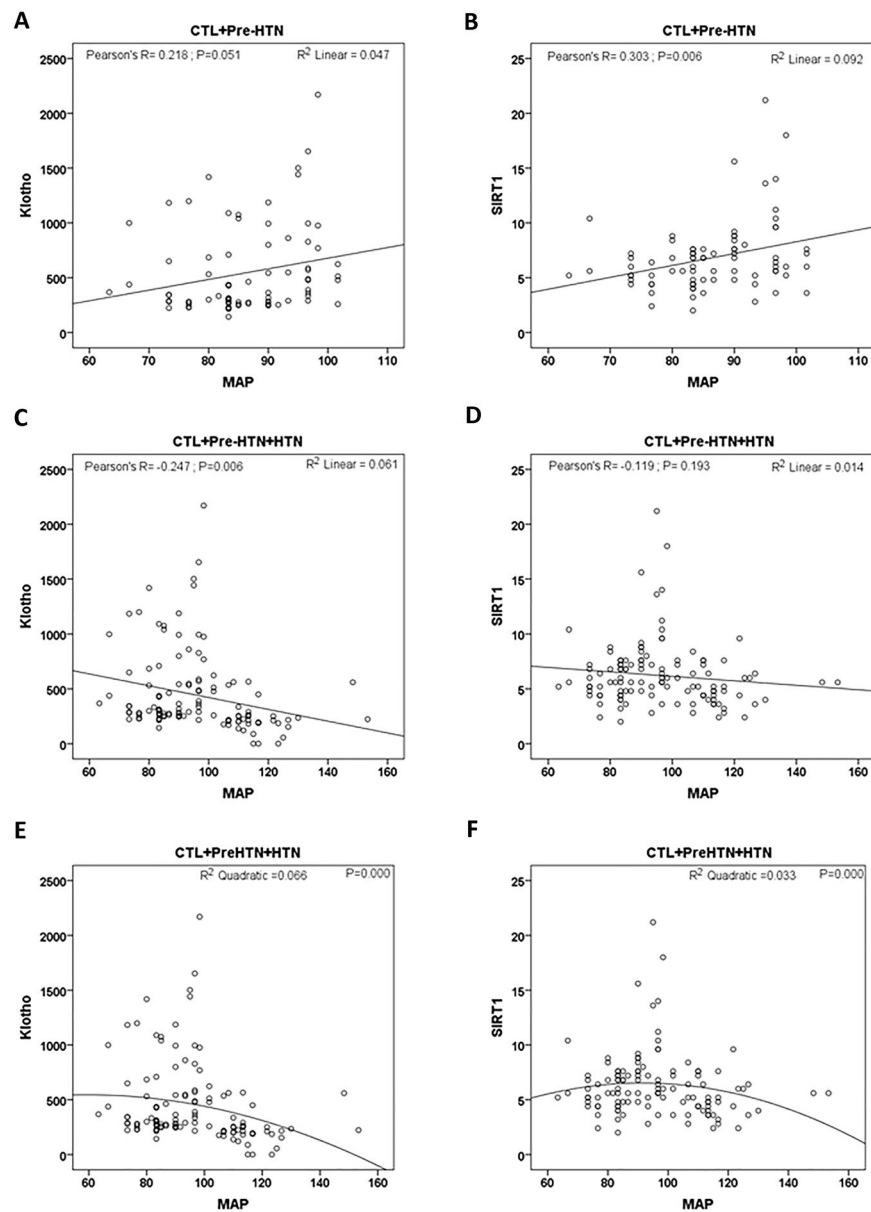 A
CTL+Pre-HTN
Pearson's R= 0.218 ; P=0.051
R² Linear = 0.047
Klotho
2500
2000
1500
1000
500
0
60 70 80 90 100 110
MAP
B
CTL+Pre-HTN
Pearson's R= 0.303 ; P=0.006
R² Linear = 0.092
SIRT1
25
20
15
10
5
0
60 70 80 90 100 110
MAP
C
CTL+Pre-HTN+HTN
Pearson's R= -0.247 ; P=0.006
R² Linear = 0.061
Klotho
2500
2000
1500
1000
500
0
60 80 100 120 140 160
MAP
D
CTL+Pre-HTN+HTN
Pearson's R= -0.119 ; P= 0.193
R² Linear = 0.014
SIRT1
25
20
15
10
5
0
60 80 100 120 140 160
MAP
E
CTL+PreHTN+HTN
R² Quadratic =0.066
P=0.000
Klotho
2500
2000
1500
1000
500
0
60 80 100 120 140 160
MAP
F
CTL+PreHTN+HTN
R² Quadratic =0.033
P=0.000
SIRT1
25
20
15
10
5
0
60 80 100 120 140 160
MAP